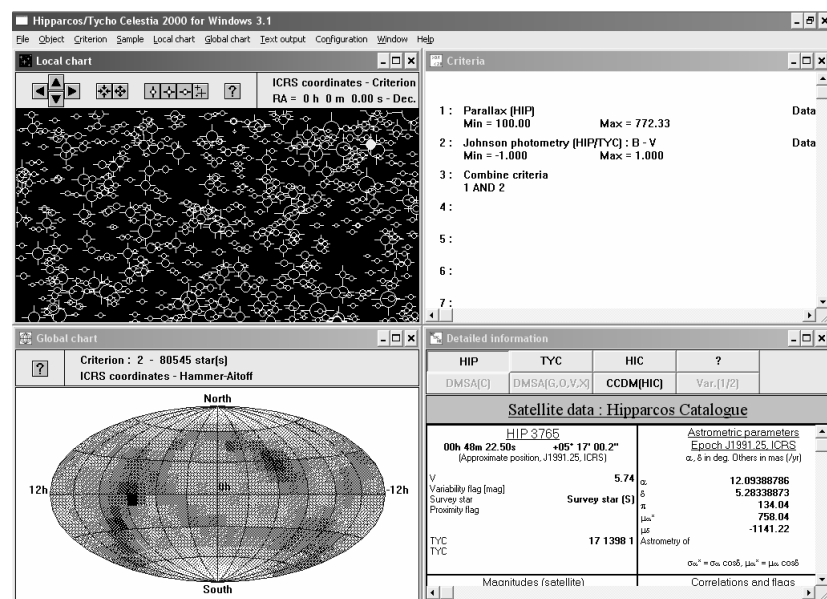 Hipparcos/Tycho Celestia 2000 for Windows 3.1
File Object Criterion Sample Local chart Global chart Text output Configuration Window Help
Local chart
?
ICRS coordinates - Criterion
RA = 0 h 0 m 0.00 s - Dec.
Criteria
1 : Parallax (HIP) Data
Min = 100.00 Max = 772.33
2 : Johnson photometry (HIP/TYC) : B - V Data
Min = -1.000 Max = 1.000
3 : Combine criteria
1 AND 2
4 :
5 :
6 :
7 :
Global chart
?
Criterion : 2 - 80545 star(s)
ICRS coordinates - Hammer-Aitoff
North
12h 0h -12h
South
Detailed information
HIP TYC HIC ?
DMSA(C) DMSA(G,O,V,X) CCDM(HIC) Var.(1/2)
Satellite data : Hipparcos Catalogue
HIP 3765
00h 48m 22.50s +05° 17' 00.2"
(Approximate position, J1991.25, ICRS)
V 5.74
Variability flag (mag)
Survey star Survey star (S)
Proximity flag
TYC 17 1398 1
TYC
Magnitudes (satellite)
Astrometric parameters
Epoch J1991.25, ICRS
α, δ in deg. Others in mas (/yr)
α 12.09388786
δ 5.28338873
π 134.04
μα* 758.04
μδ -1141.22
Astrometry of
σα* = σα cosδ, μα* = μα cosδ
Correlations and flags